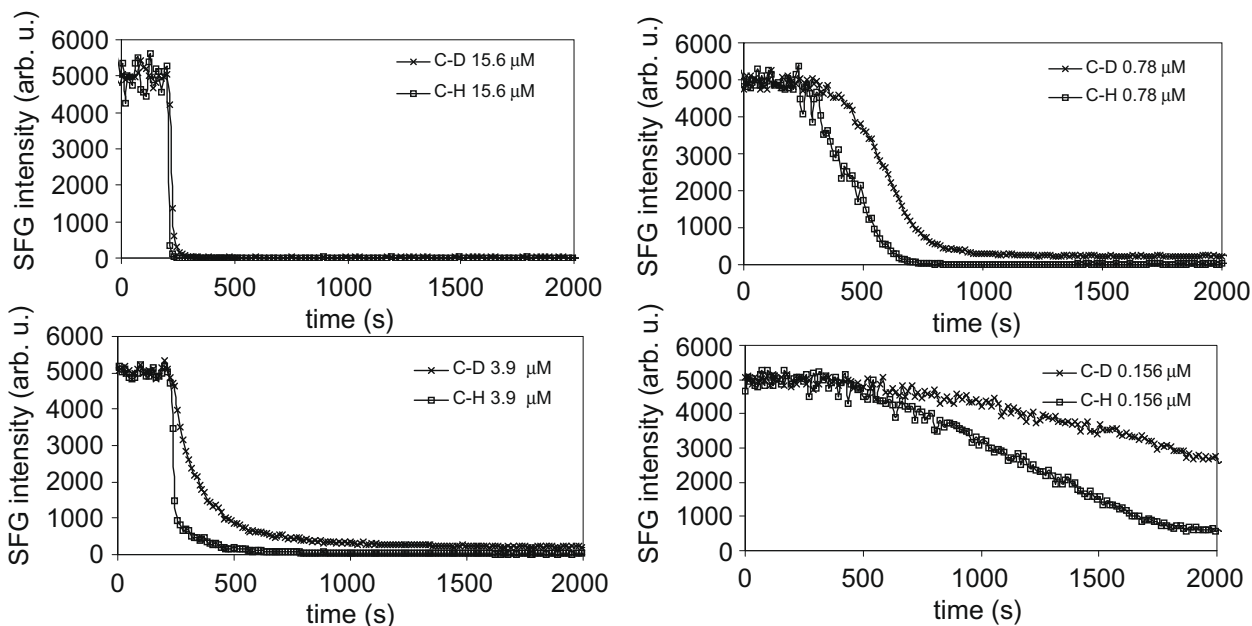 SFG intensity (arb. u.)
6000
5000
4000
3000
2000
1000
0
C-D 15.6 μM
C-H 15.6 μM
0 500 1000 1500 2000
time (s)
SFG intensity (arb. u.)
6000
5000
4000
3000
2000
1000
0
C-D 0.78 μM
C-H 0.78 μM
0 500 1000 1500 2000
time (s)
SFG intensity (arb. u.)
6000
5000
4000
3000
2000
1000
0
C-D 3.9 μM
C-H 3.9 μM
0 500 1000 1500 2000
time (s)
SFG intensity (arb. u.)
6000
5000
4000
3000
2000
1000
0
C-D 0.156 μM
C-H 0.156 μM
0 500 1000 1500 2000
time (s)